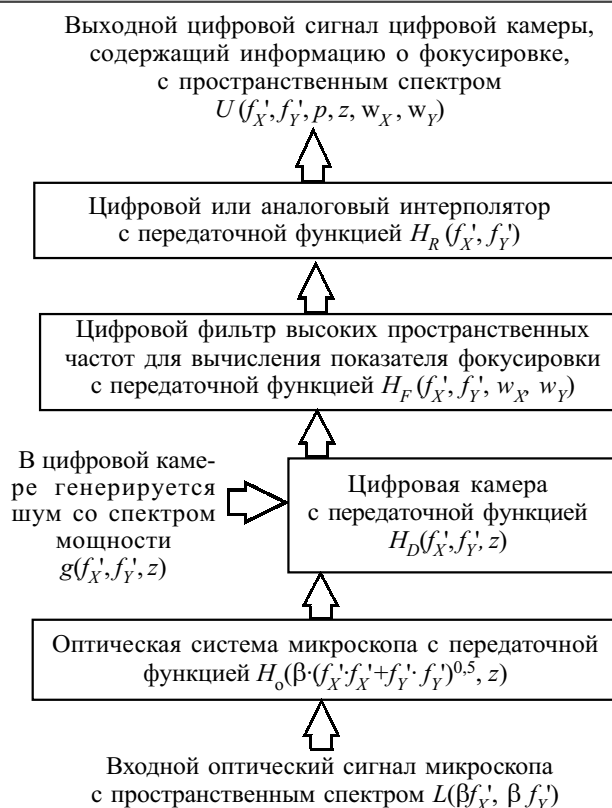 Выходной цифровой сигнал цифровой камеры,
содержащий информацию о фокусировке,
с пространственным спектром
U (f_X', f_Y', p, z, w_X , w_Y)
Цифровой или аналоговый интерполятор
с передаточной функцией H_R (f_X', f_Y')
Цифровой фильтр высоких пространственных
частот для вычисления показателя фокусировки
с передаточной функцией H_F (f_X', f_Y', w_X, w_Y)
В цифровой каме-
ре генерируется
шум со спектром
мощности
g(f_X', f_Y', z)
Цифровая камера
с передаточной функцией
H_D(f_X', f_Y', z)
Оптическая система микроскопа с передаточной
функцией H_о(β·(f_X'·f_X'+f_Y'·f_Y')^0,5, z)
Входной оптический сигнал микроскопа
с пространственным спектром L(βf_X', β f_Y')